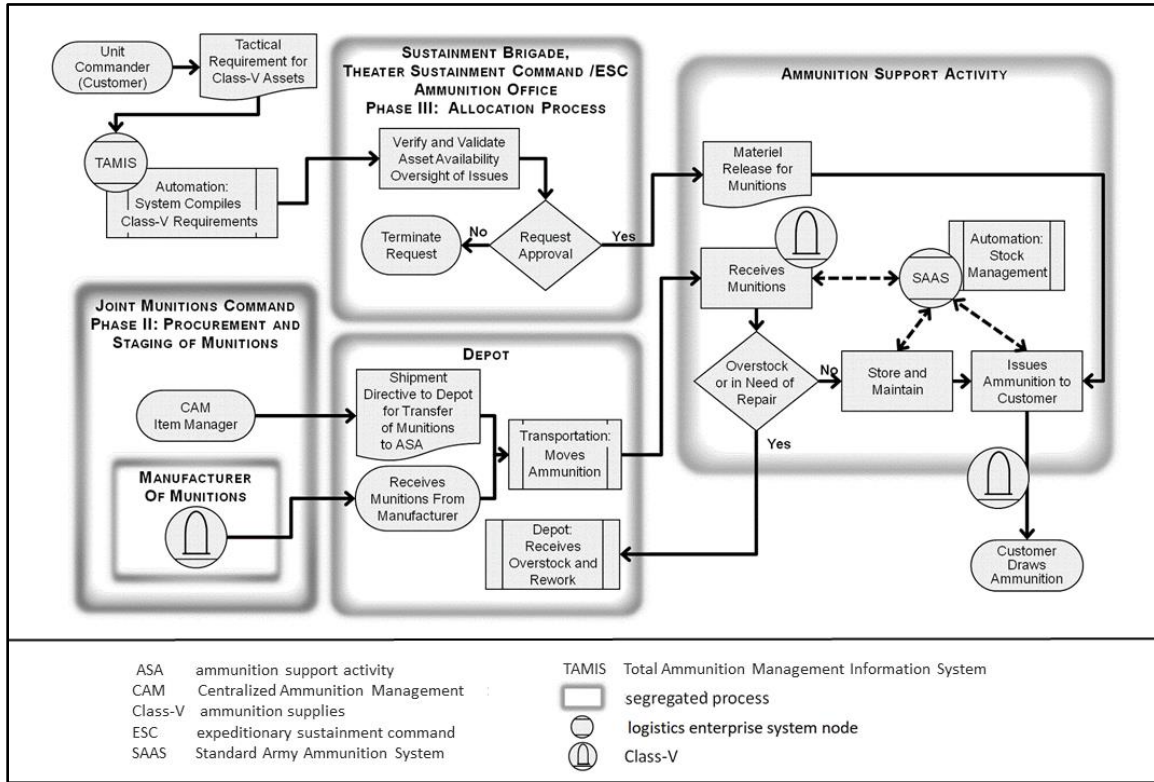 Unit
Commander
(Customer)
Tactical
Requirement for
Class-V Assets
TAMIS
Automation:
System Compiles
Class-V Requirements
SUSTAINMENT BRIGADE,
THEATER SUSTAINMENT COMMAND /ESC
AMMUNITION OFFICE
PHASE III: ALLOCATION PROCESS
Verify and Validate
Asset Availability
Oversight of Issues
Terminate
Request
No
Request
Approval
Yes
AMMUNITION SUPPORT ACTIVITY
Materiel
Release for
Munitions
Receives
Munitions
SAAS
Automation:
Stock
Management
Overstock
or in Need of
Repair
No
Yes
Store and
Maintain
Issues
Ammunition to
Customer
Customer
Draws
Ammunition
JOINT MUNITIONS COMMAND
PHASE II: PROCUREMENT AND
STAGING OF MUNITIONS
CAM
Item Manager
MANUFACTURER
OF MUNITIONS
DEPOT
Shipment
Directive to Depot
for Transfer
of Munitions
to ASA
Receives
Munitions From
Manufacturer
Transportation:
Moves
Ammunition
Depot:
Receives
Overstock and
Rework
ASA ammunition support activity
CAM Centralized Ammunition Management
Class-V ammunition supplies
ESC expeditionary sustainment command
SAAS Standard Army Ammunition System
TAMIS Total Ammunition Management Information System
segregated process
logistics enterprise system node
Class-V